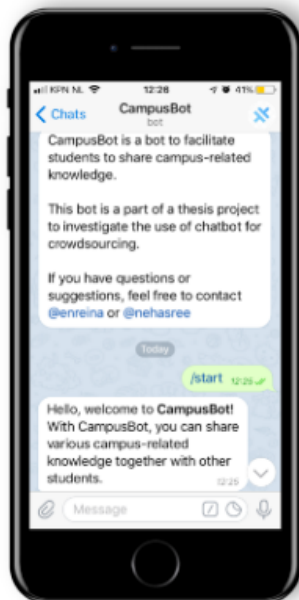 KPN NL 12:26 41%
Chats CampusBot
bot
CampusBot is a bot to facilitate
students to share campus-related
knowledge.
This bot is a part of a thesis project
to investigate the use of chatbot for
crowdsourcing.
If you have questions or
suggestions, feel free to contact
@enreina or @nehasree
Today
/start 12:25
Hello, welcome to CampusBot!
With CampusBot, you can share
various campus-related
knowledge together with other
students. 12:25
Message